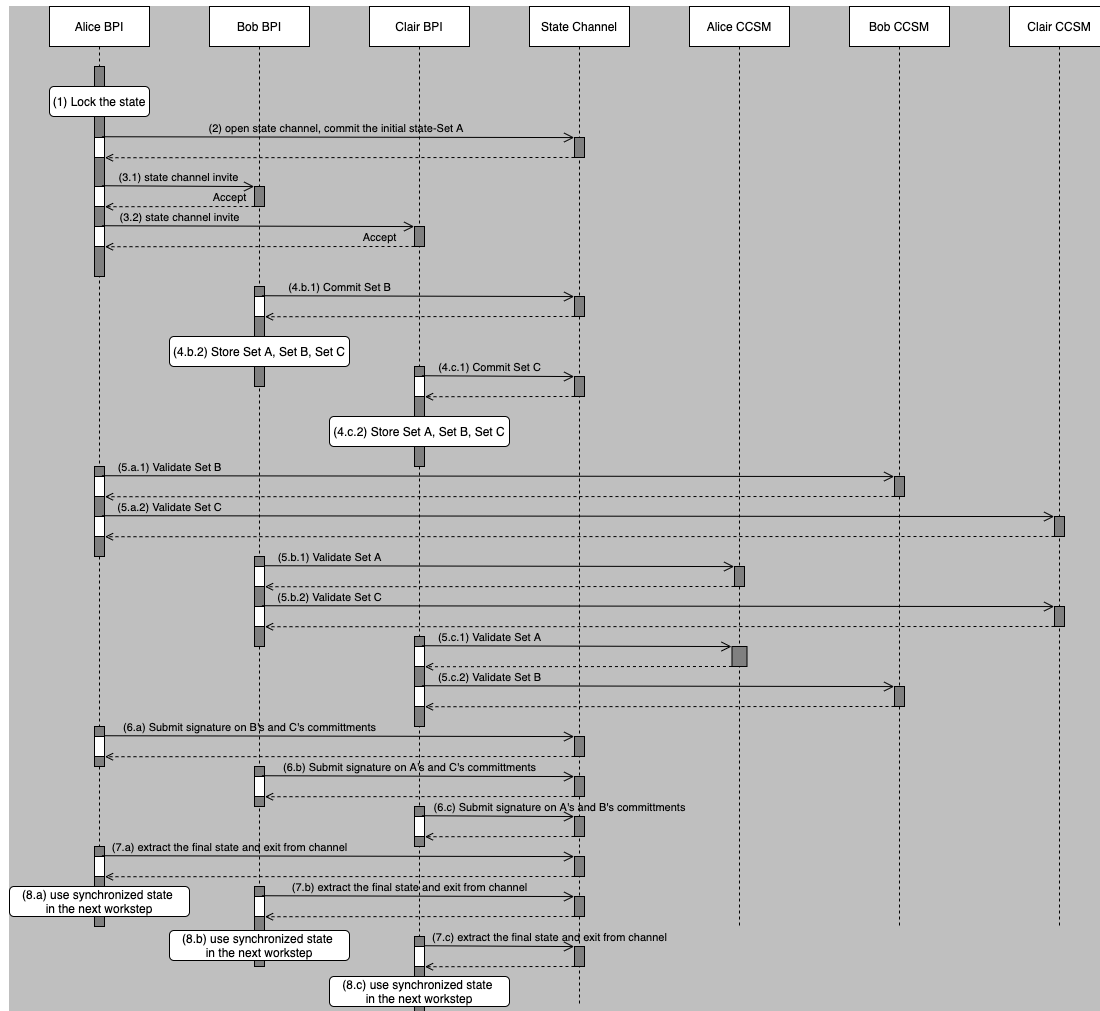 Alice BPI
Bob BPI
Clair BPI
State Channel
Alice CCSM
Bob CCSM
Clair CCSM
(1) Lock the state
(2) open state channel, commit the initial state-Set A
(3.1) state channel invite
Accept
(3.2) state channel invite
Accept
(4.b.1) Commit Set B
(4.b.2) Store Set A, Set B, Set C
(4.c.1) Commit Set C
(4.c.2) Store Set A, Set B, Set C
(5.a.1) Validate Set B
(5.a.2) Validate Set C
(5.b.1) Validate Set A
(5.b.2) Validate Set C
(5.c.1) Validate Set A
(5.c.2) Validate Set B
(6.a) Submit signature on B's and C's committments
(6.b) Submit signature on A's and C's committments
(6.c) Submit signature on A's and B's committments
(7.a) extract the final state and exit from channel
(8.a) use synchronized state
in the next workstep
(7.b) extract the final state and exit from channel
(8.b) use synchronized state
in the next workstep
(7.c) extract the final state and exit from channel
(8.c) use synchronized state
in the next workstep